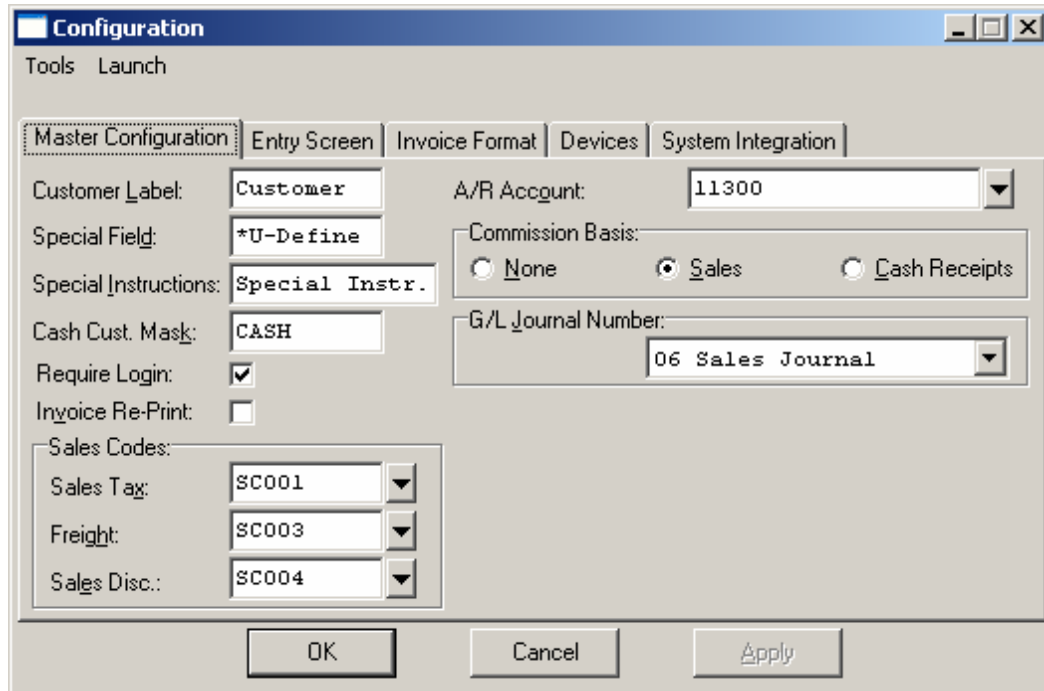 Configuration
Tools Launch
Master Configuration Entry Screen Invoice Format Devices System Integration
Customer Label: Customer
Special Field: *U-Define
Special Instructions: Special Instr.
Cash Cust. Mask: CASH
Require Login:
Invoice Re-Print:
Sales Codes:
Sales Tax: SC001
Freight: SC003
Sales Disc.: SC004
A/R Account: 11300
Commission Basis:
None Sales Cash Receipts
G/L Journal Number:
06 Sales Journal
OK Cancel Apply